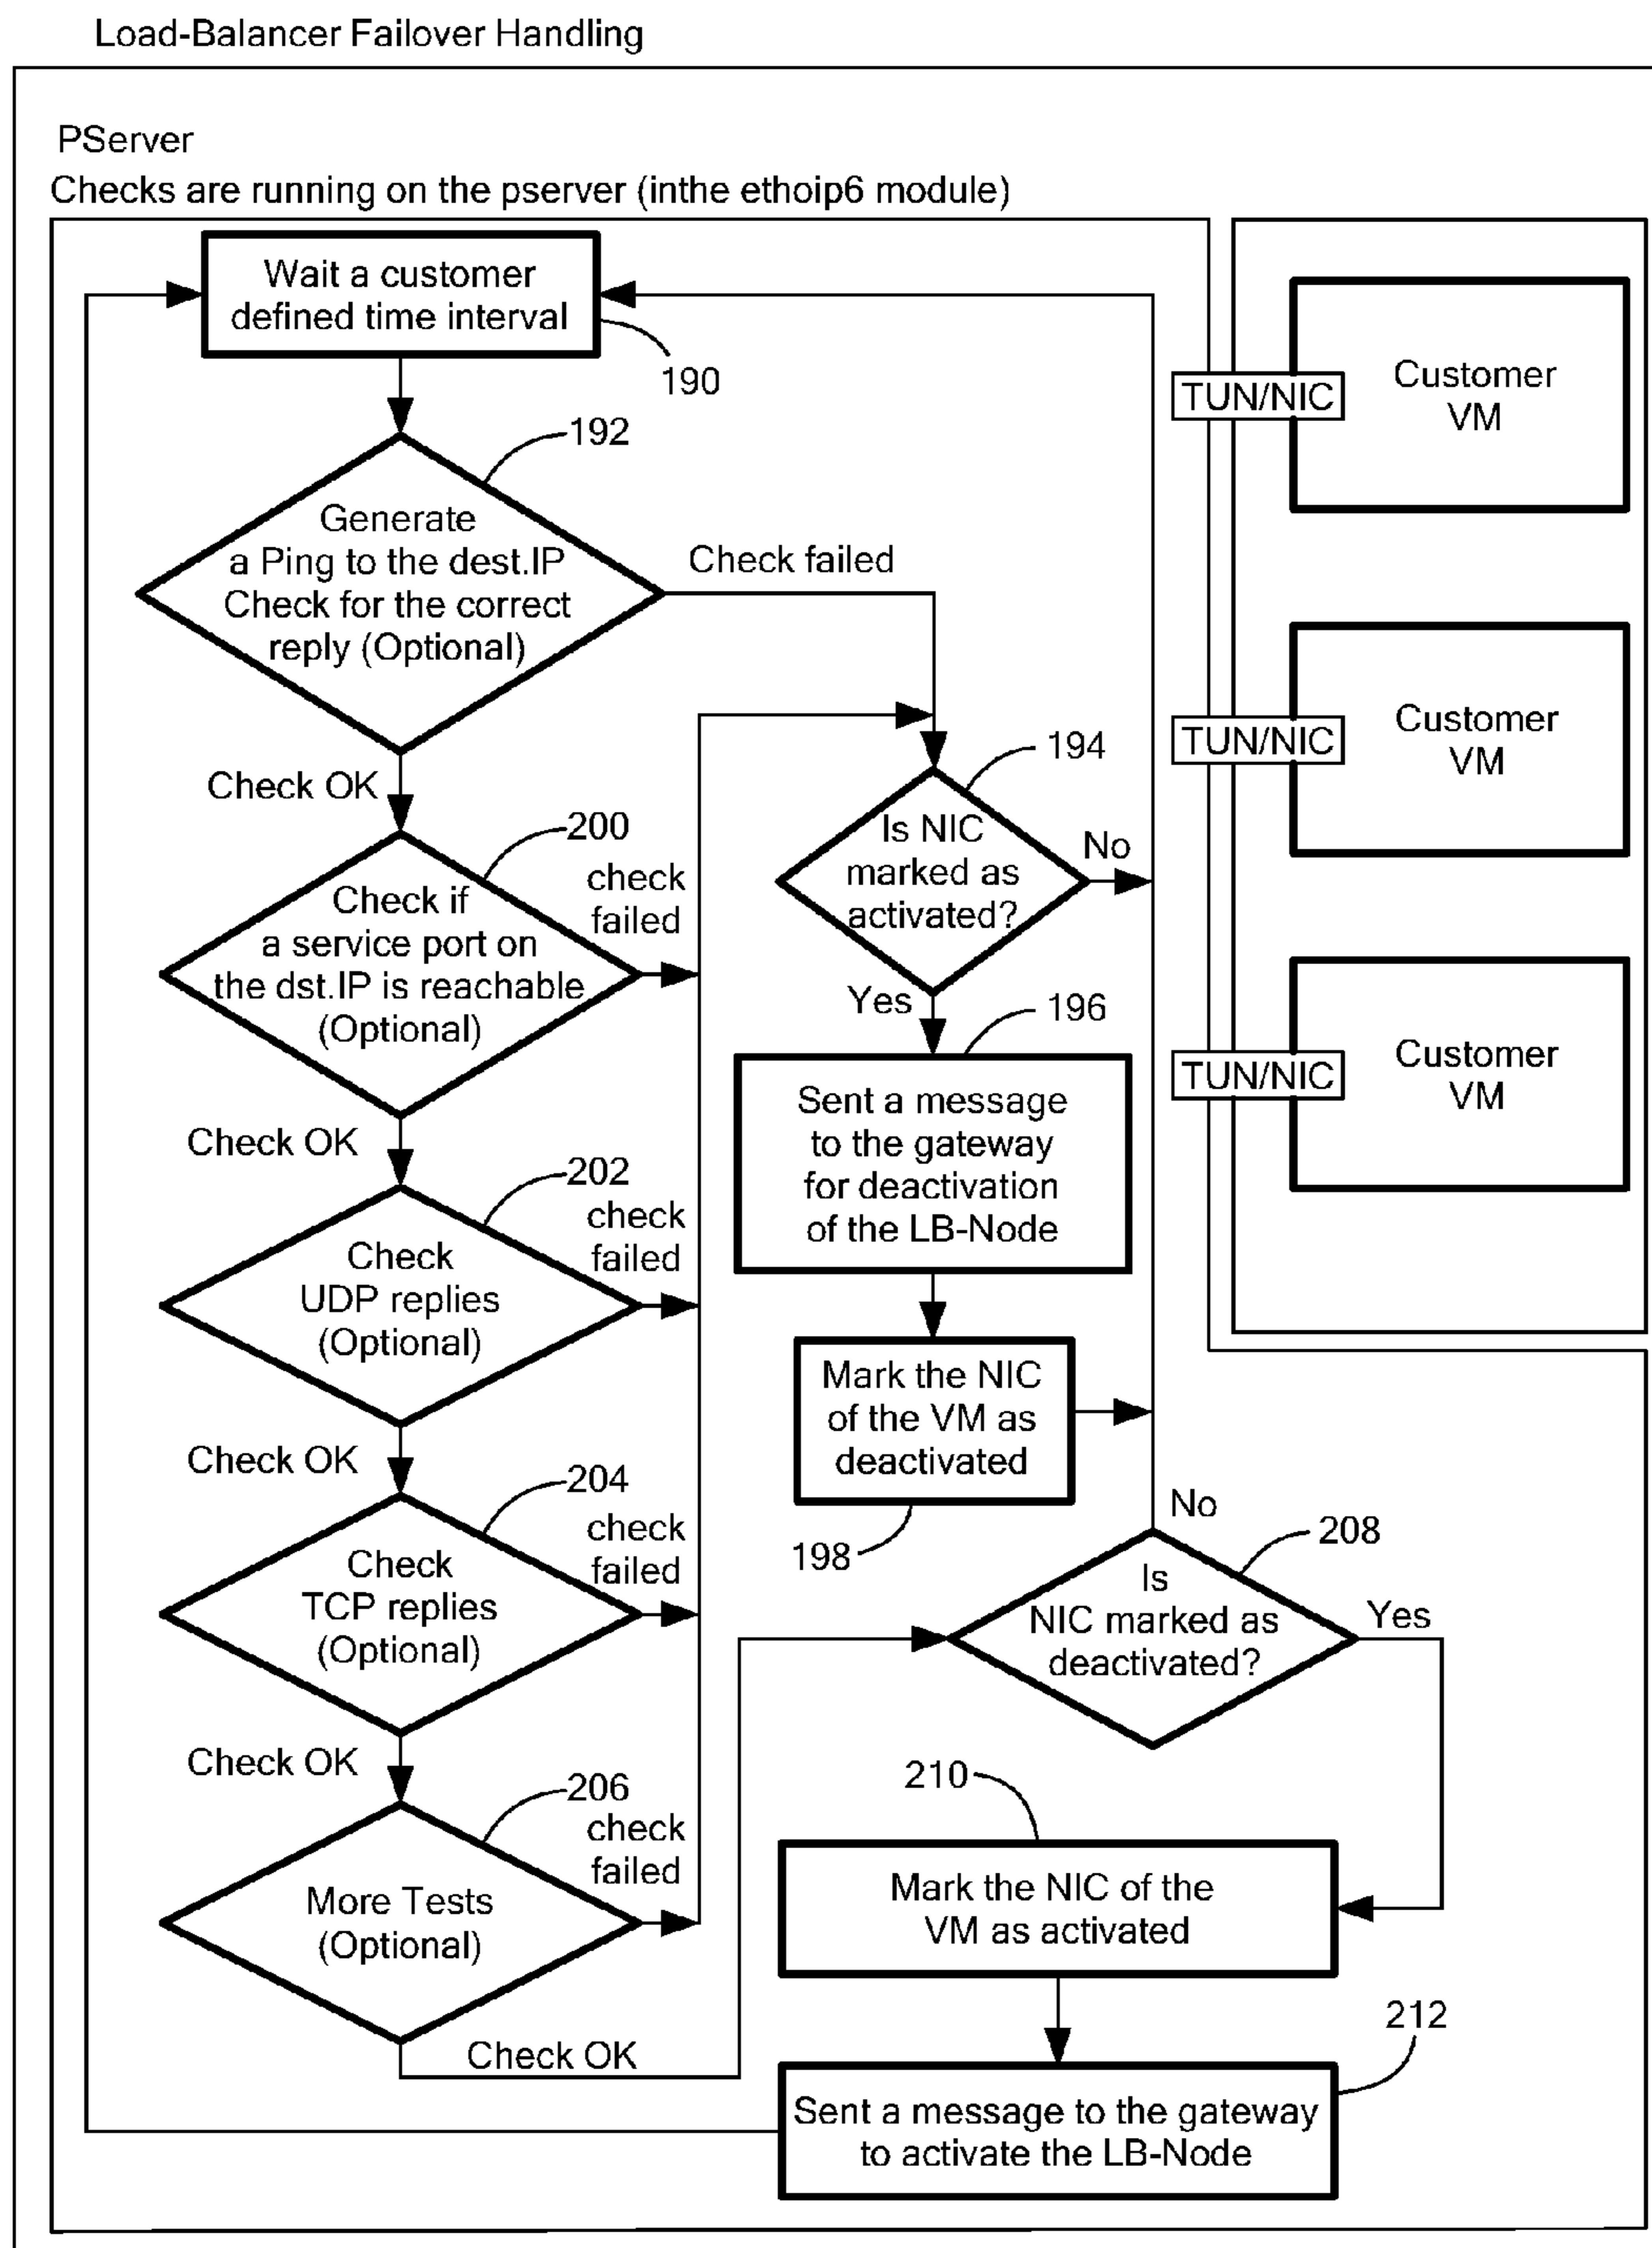 Load-Balancer Failover Handling
PServer
Checks are running on the pserver (inthe ethoip6 module)
Wait a customer
defined time interval
190
192
Generate
a Ping to the dest.IP
Check for the correct
reply (Optional)
Check failed
Check OK
200
check
failed
Check if
a service port on
the dst.IP is reachable
(Optional)
Check OK
202
check
failed
Check
UDP replies
(Optional)
Check OK
204
check
failed
Check
TCP replies
(Optional)
Check OK
206
check
failed
More Tests
(Optional)
Check OK
194
Is NIC
marked as
activated?
No
Yes
196
Sent a message
to the gateway
for deactivation
of the LB-Node
Mark the NIC
of the VM as
deactivated
198
No
208
Is
NIC marked as
deactivated?
Yes
210
Mark the NIC of the
VM as activated
212
Sent a message to the gateway
to activate the LB-Node
TUN/NIC
Customer
VM
TUN/NIC
Customer
VM
TUN/NIC
Customer
VM